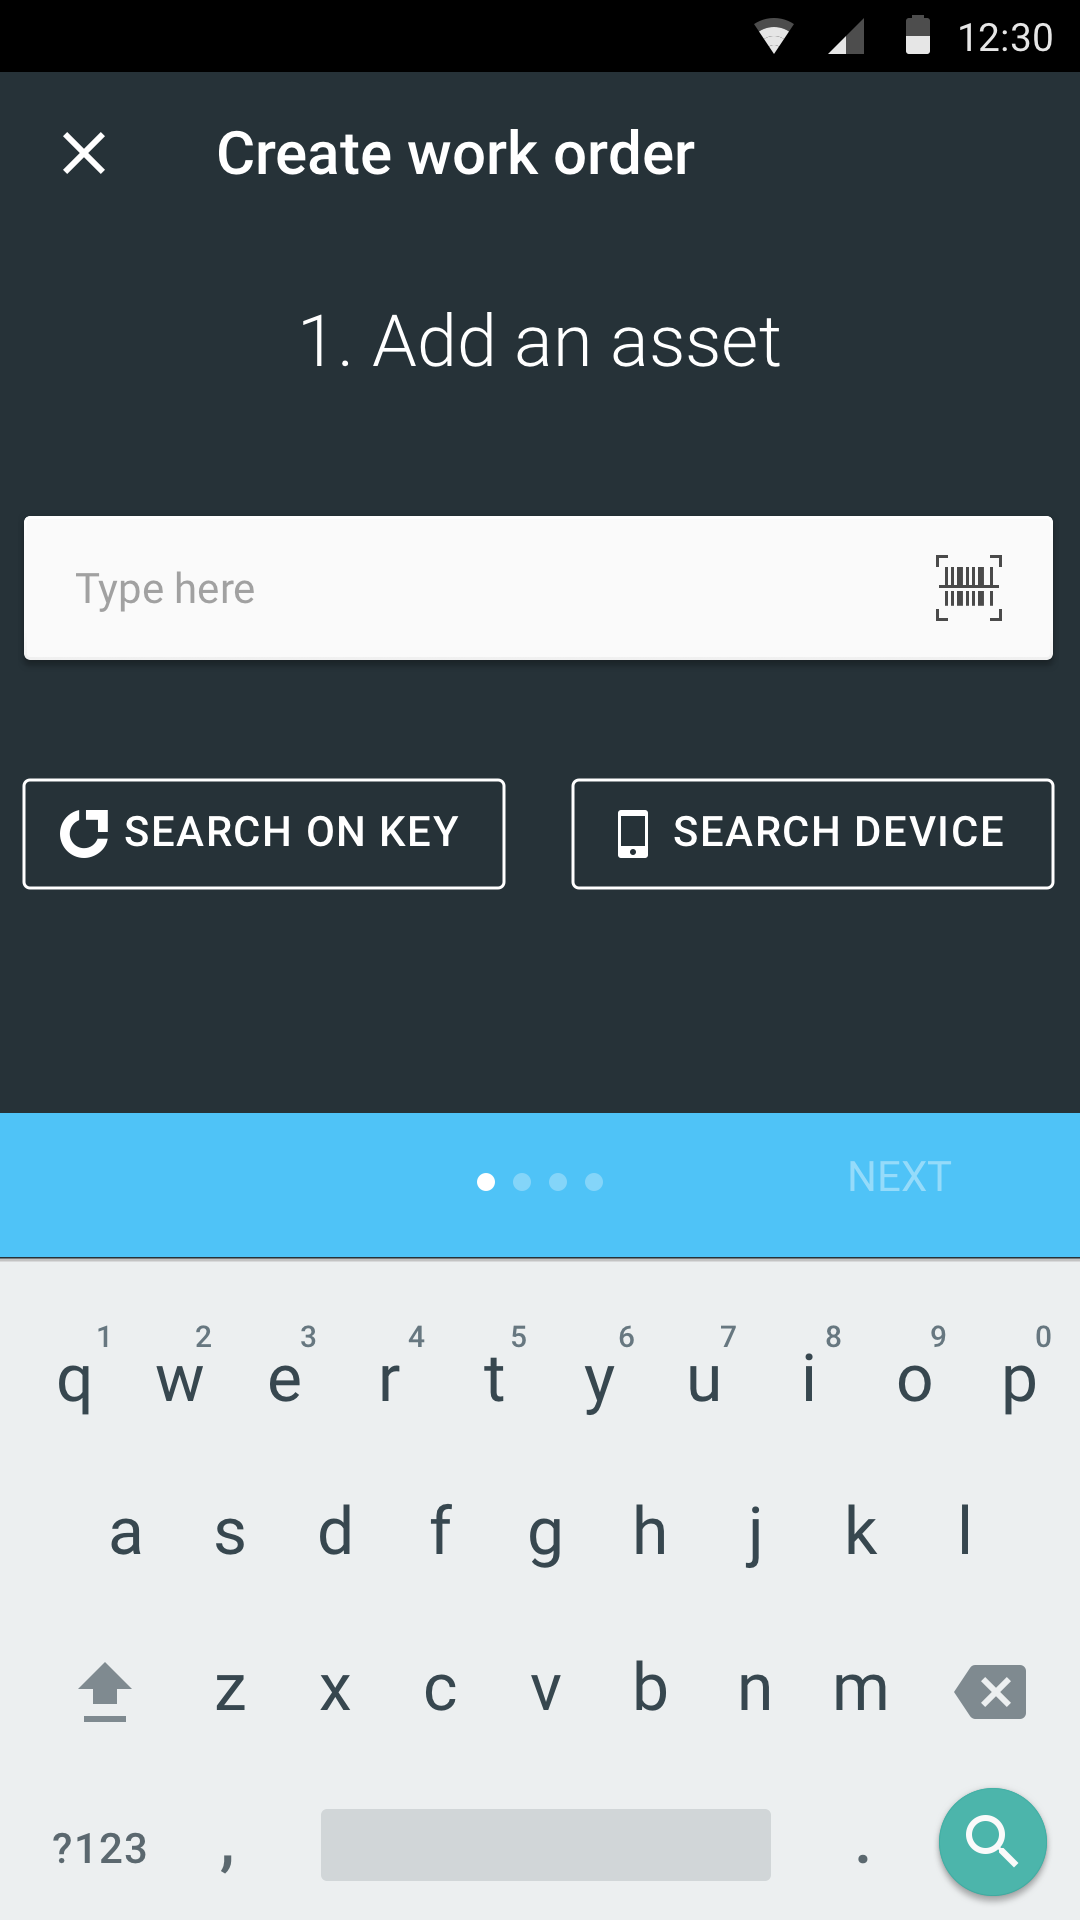 12:30
Create work order
1. Add an asset
Type here
SEARCH ON KEY SEARCH DEVICE
NEXT
1 2 3 4 5 6 7 8 9 0
q w e r t y u i o p
a s d f g h j k l
z x c v b n m
?123 , .